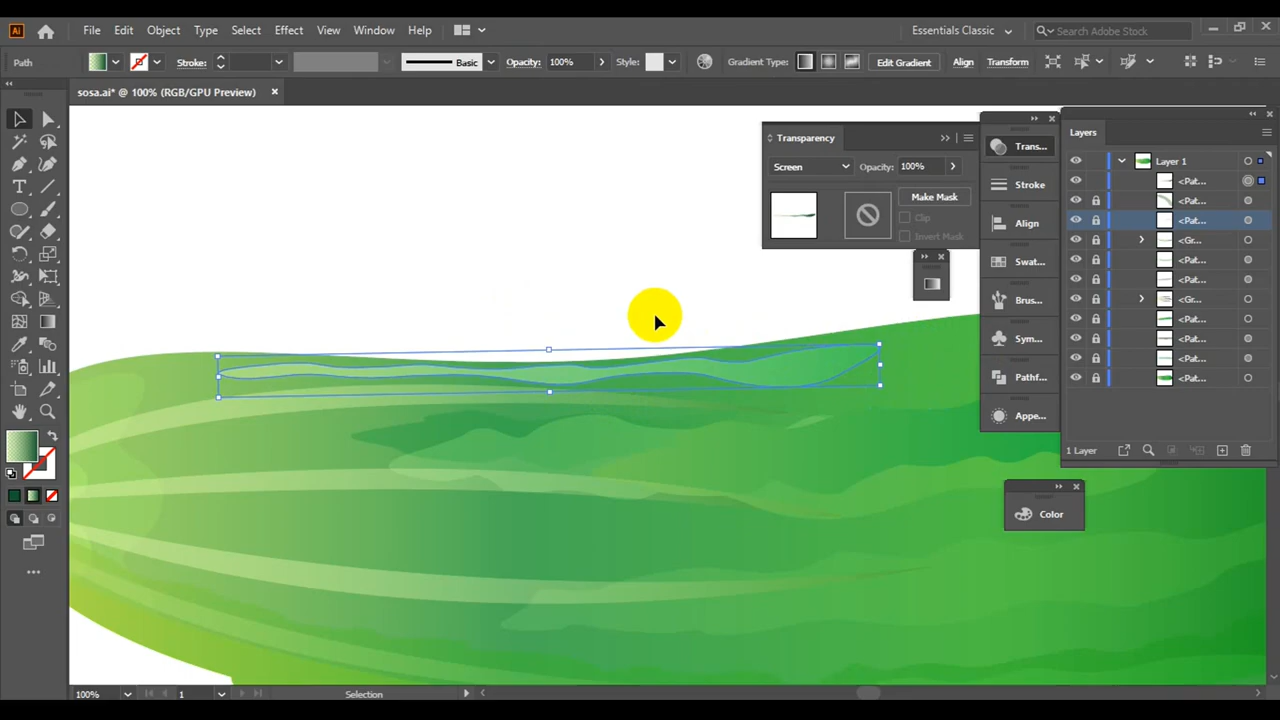 Ai File Edit Object Type Select Effect View Window Help Essentials Classic Search Adobe Stock
Path Stroke: Basic Opacity: 100% Style: Gradient Type: Edit Gradient Align Transform
sosa.ai* @ 100% (RGB/GPU Preview)
Transparency
Screen Opacity: 100%
Make Mask
Clip
Invert Mask
Trans...
Stroke
Align
Swat...
Brus...
Sym...
Pathf...
Appe...
Color
Layers
Layer 1
<Pat...
<Pat...
<Pat...
<Gr...
<Pat...
<Pat...
<Gr...
<Pat...
<Pat...
<Pat...
<Pat...
1 Layer
100% 1 Selection